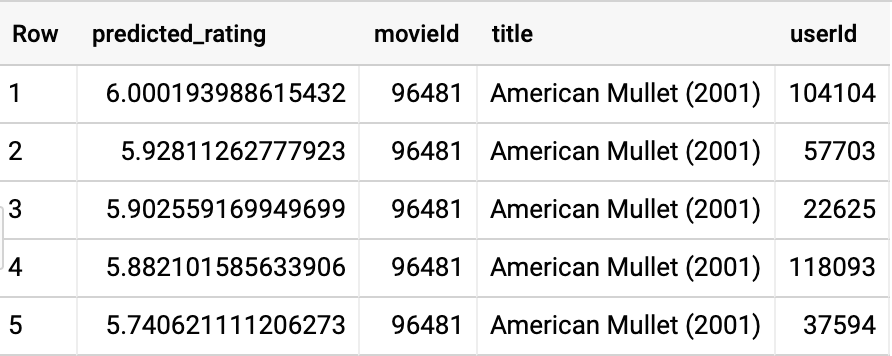 Row predicted_rating movieId title userId
1 6.000193988615432 96481 American Mullet (2001) 104104
2 5.92811262777923 96481 American Mullet (2001) 57703
3 5.902559169949699 96481 American Mullet (2001) 22625
4 5.882101585633906 96481 American Mullet (2001) 118093
5 5.740621111206273 96481 American Mullet (2001) 37594